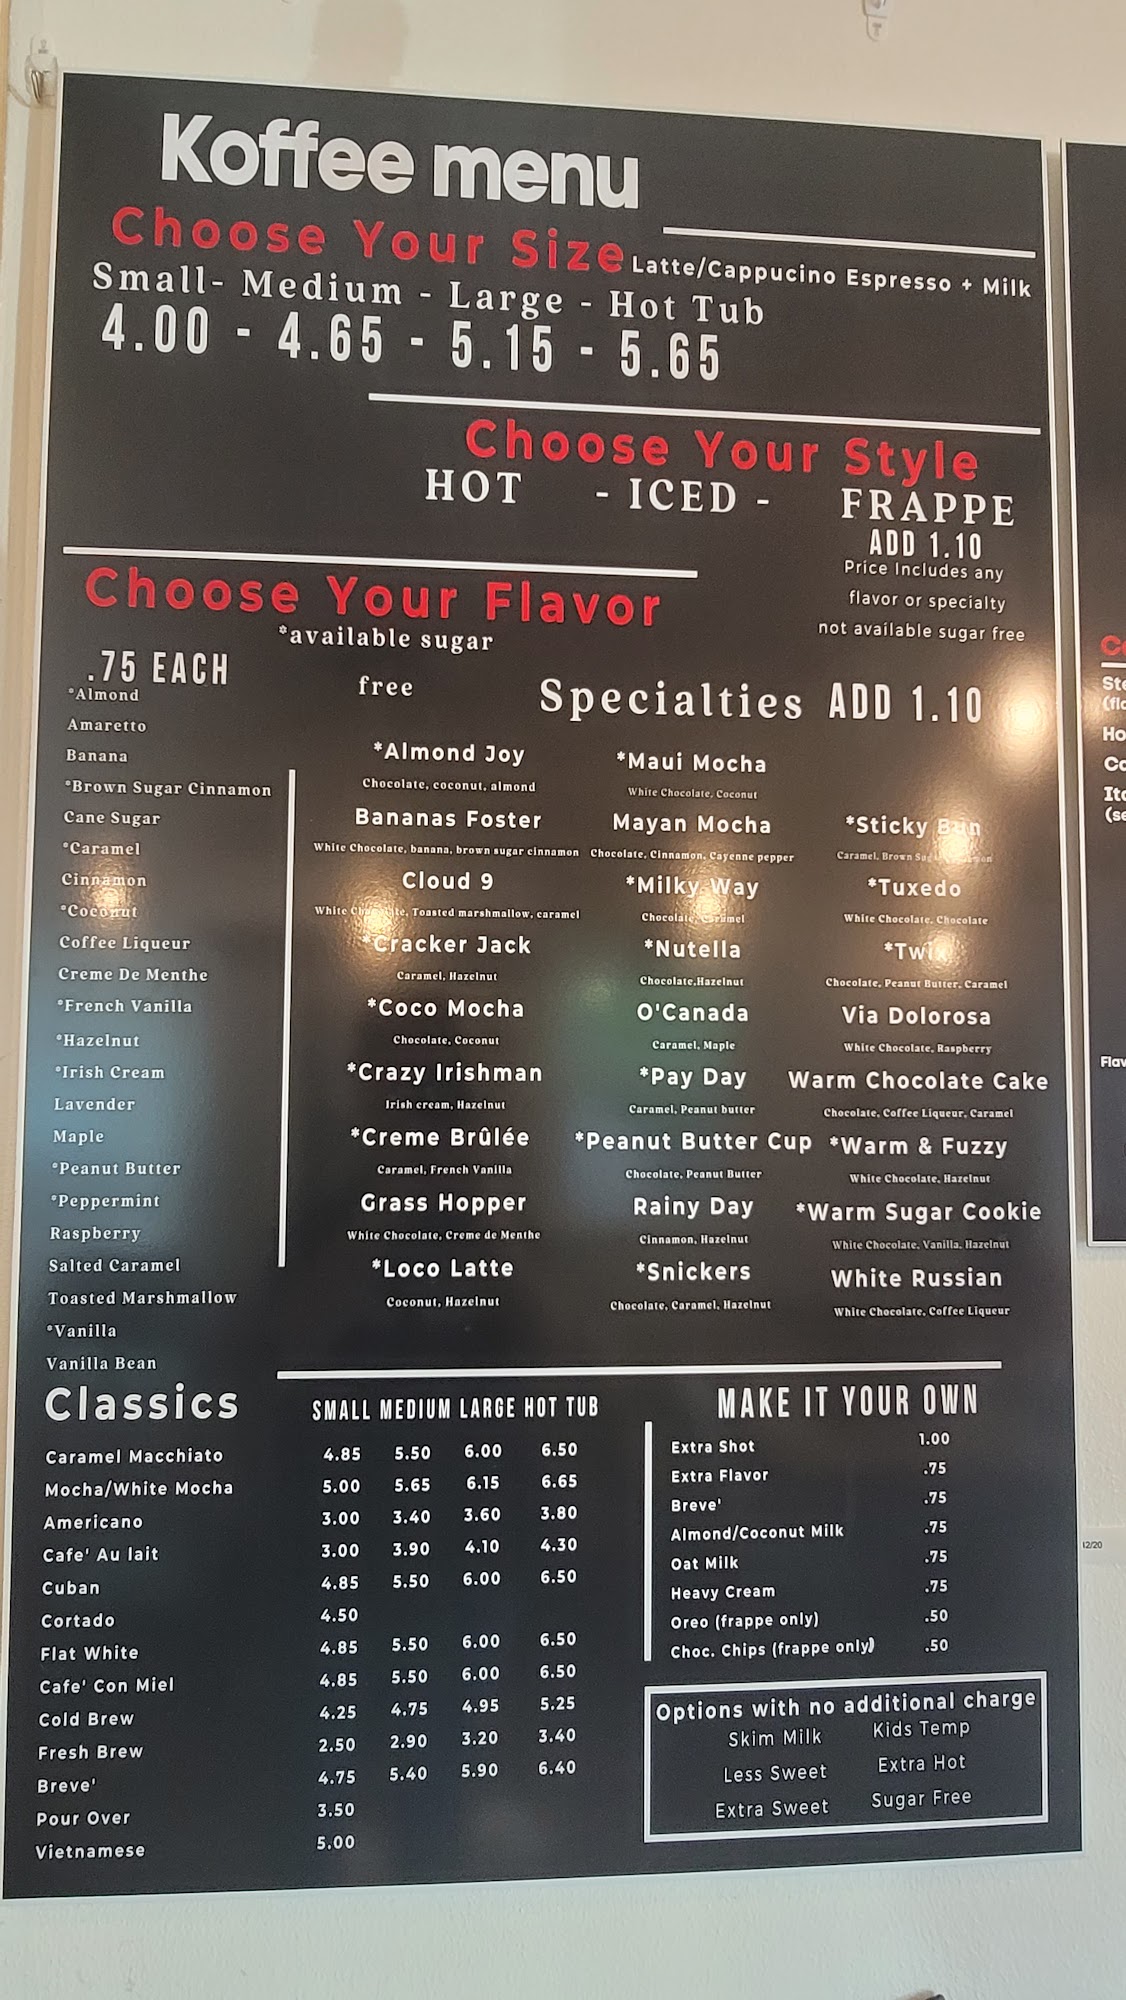 Koffee menu
Choose Your Size
Latte/Cappucino Espresso + Milk
Small- Medium - Large - Hot Tub
4.00 - 4.65 - 5.15 - 5.65
Choose Your Style
HOT - ICED - FRAPPE
ADD 1.10
Price Includes any
flavor or specialty
not available sugar free
Choose Your Flavor
*available sugar
free
.75 EACH
*Almond
Amaretto
Banana
*Brown Sugar Cinnamon
Cane Sugar
*Caramel
Cinnamon
*Coconut
Coffee Liqueur
Creme De Menthe
*French Vanilla
*Hazelnut
*Irish Cream
Lavender
Maple
*Peanut Butter
*Peppermint
Raspberry
Salted Caramel
Toasted Marshmallow
*Vanilla
Vanilla Bean
Specialties ADD 1.10
*Almond Joy
Chocolate, coconut, almond
Bananas Foster
White Chocolate, banana, brown sugar cinnamon
Cloud 9
White Chocolate, Toasted marshmallow, caramel
*Cracker Jack
Caramel, Hazelnut
*Coco Mocha
Chocolate, Coconut
*Crazy Irishman
Irish cream, Hazelnut
*Creme Brûlée
Caramel, French Vanilla
Grass Hopper
White Chocolate, Creme de Menthe
*Loco Latte
Coconut, Hazelnut
*Maui Mocha
White Chocolate, Coconut
Mayan Mocha
Chocolate, Cinnamon, Cayenne pepper
*Milky Way
Chocolate, Caramel
*Nutella
Chocolate,Hazelnut
O'Canada
Caramel, Maple
*Pay Day
Caramel, Peanut butter
*Peanut Butter Cup
Chocolate, Peanut Butter
Rainy Day
Cinnamon, Hazelnut
*Snickers
Chocolate, Caramel, Hazelnut
*Sticky Bun
Caramel, Brown Sugar Cinnamon
*Tuxedo
White Chocolate, Chocolate
*Twix
Chocolate, Peanut Butter, Caramel
Via Dolorosa
White Chocolate, Raspberry
Warm Chocolate Cake
Chocolate, Coffee Liqueur, Caramel
*Warm & Fuzzy
White Chocolate, Hazelnut
*Warm Sugar Cookie
White Chocolate, Vanilla, Hazelnut
White Russian
White Chocolate, Coffee Liqueur
Classics SMALL MEDIUM LARGE HOT TUB
Caramel Macchiato 4.85 5.50 6.00 6.50
Mocha/White Mocha 5.00 5.65 6.15 6.65
Americano 3.00 3.40 3.60 3.80
Cafe' Au lait 3.00 3.90 4.10 4.30
Cuban 4.85 5.50 6.00 6.50
Cortado 4.50
Flat White 4.85 5.50 6.00 6.50
Cafe' Con Miel 4.85 5.50 6.00 6.50
Cold Brew 4.25 4.75 4.95 5.25
Fresh Brew 2.50 2.90 3.20 3.40
Breve' 4.75 5.40 5.90 6.40
Pour Over 3.50
Vietnamese 5.00
MAKE IT YOUR OWN
Extra Shot 1.00
Extra Flavor .75
Breve' .75
Almond/Coconut Milk .75
Oat Milk .75
Heavy Cream .75
Oreo (frappe only) .50
Choc. Chips (frappe only) .50
Options with no additional charge
Skim Milk Kids Temp
Less Sweet Extra Hot
Extra Sweet Sugar Free
12/20